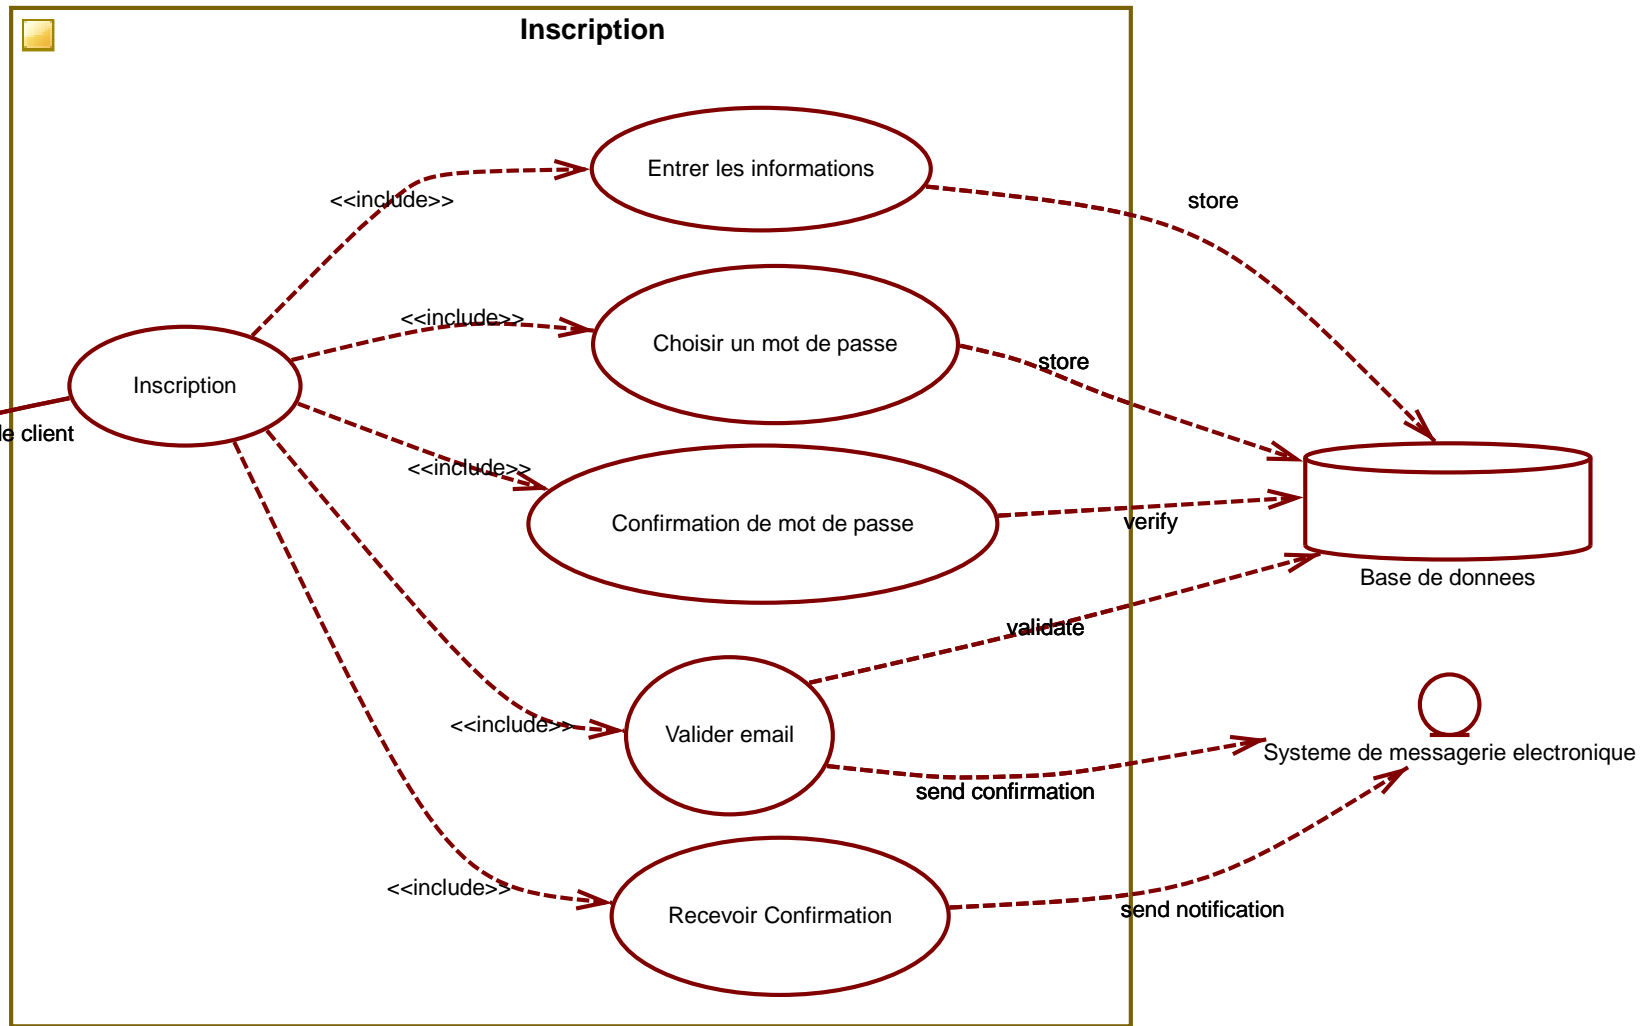 Inscription
Entrer les informations
<<include>>
store
<<include>>
Choisir un mot de passe
store
Inscription
client
<<include>>
Confirmation de mot de passe
verify
Base de donnees
validate
<<include>>
Valider email
Systeme de messagerie electronique
send confirmation
<<include>>
Recevoir Confirmation
send notification